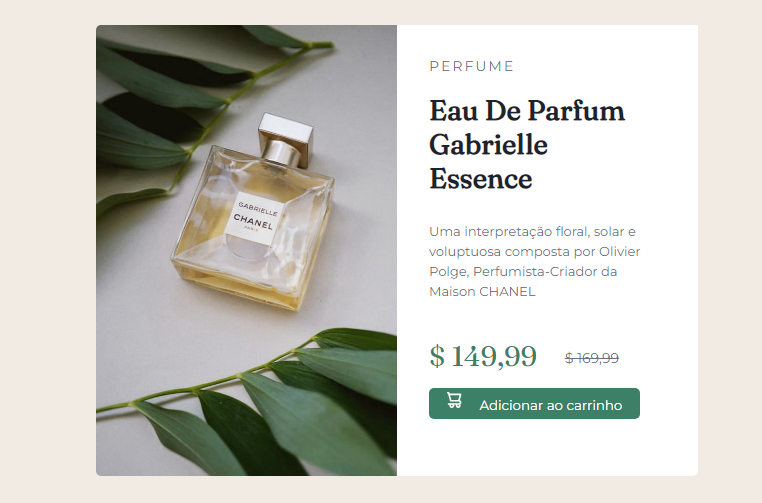 GABRIELLE
CHANEL
PARIS
PERFUME
Eau De Parfum
Gabrielle
Essence
Uma interpretação floral, solar e
voluptuosa composta por Olivier
Polge, Perfumista-Criador da
Maison CHANEL
$ 149,99 $ 169,99
Adicionar ao carrinho